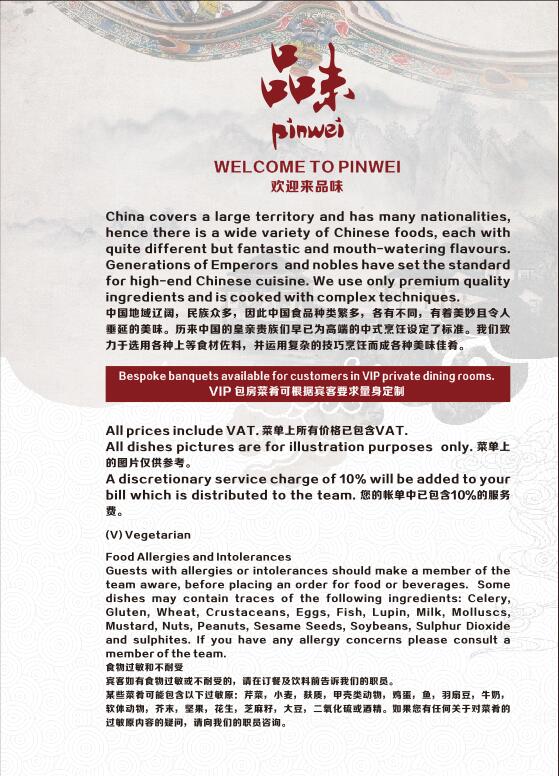 品味
pinwei
WELCOME TO PINWEI
欢迎来品味
China covers a large territory and has many nationalities,
hence there is a wide variety of Chinese foods, each with
quite different but fantastic and mouth-watering flavours.
Generations of Emperors and nobles have set the standard
for high-end Chinese cuisine. We use only premium quality
ingredients and is cooked with complex techniques.
中国地域辽阔，民族众多，因此中国食品种类繁多，各有不同，有着美妙且令人
垂延的美味。历来中国的皇亲贵族们早已为高端的中式烹饪设定了标准。我们致
力于选用各种上等食材佐料，并运用复杂的技巧烹饪而成各种美味佳肴。
Bespoke banquets available for customers in VIP private dining rooms.
VIP 包房菜肴可根据宾客要求量身定制
All prices include VAT. 菜单上所有价格已包含VAT.
All dishes pictures are for illustration purposes only. 菜单上
的图片仅供参考。
A discretionary service charge of 10% will be added to your
bill which is distributed to the team. 您的帐单中已包含10%的服务
费。
(V) Vegetarian
Food Allergies and Intolerances
Guests with allergies or intolerances should make a member of the
team aware, before placing an order for food or beverages. Some
dishes may contain traces of the following ingredients: Celery,
Gluten, Wheat, Crustaceans, Eggs, Fish, Lupin, Milk, Molluscs,
Mustard, Nuts, Peanuts, Sesame Seeds, Soybeans, Sulphur Dioxide
and sulphites. If you have any allergy concerns please consult a
member of the team.
食物过敏和不耐受
宾客如有食物过敏或不耐受的，请在订餐及饮料前告诉我们的职员。
某些菜肴可能包含以下过敏原：芹菜，小麦，麸质，甲壳类动物，鸡蛋，鱼，羽扇豆，牛奶，
软体动物，芥末，坚果，花生，芝麻籽，大豆，二氧化硫或酒精。如果您有任何关于对菜肴的
过敏原内容的疑问，请向我们的职员咨询。